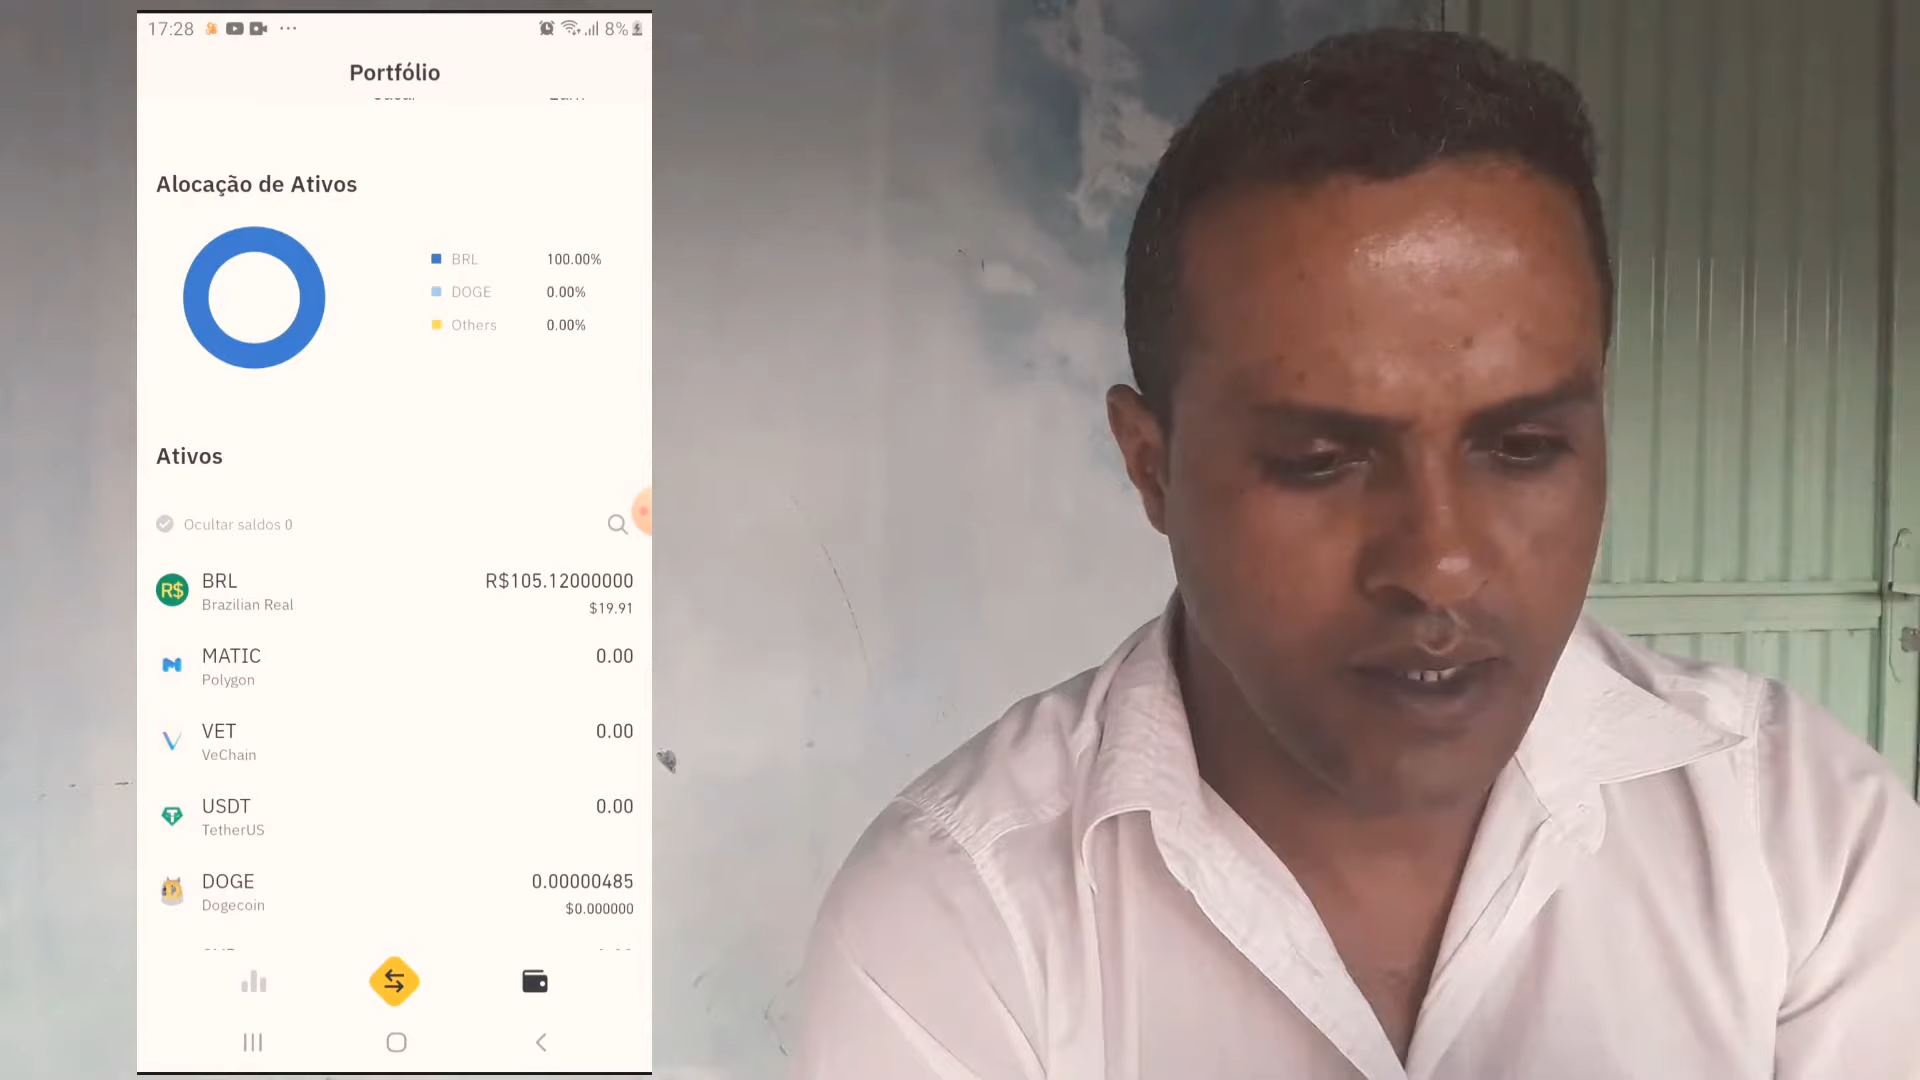 17:28 ... 8%
Portfólio
Alocação de Ativos
BRL 100.00%
DOGE 0.00%
Others 0.00%
Ativos
Ocultar saldos 0
R$ BRL R$105.12000000
Brazilian Real $19.91
MATIC 0.00
Polygon
VET 0.00
VeChain
USDT 0.00
TetherUS
DOGE 0.00000485
Dogecoin $0.000000